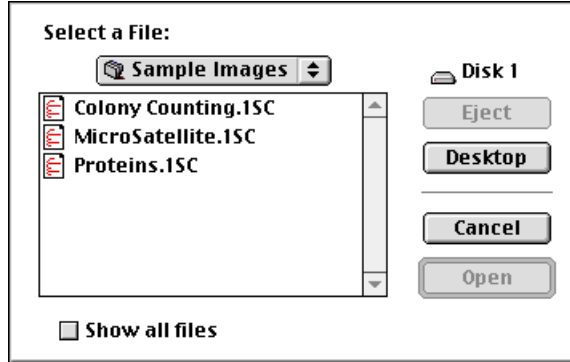 Select a File:
Sample Images
Disk 1
Colony Counting.1SC
MicroSatellite.1SC
Proteins.1SC
Eject
Desktop
Cancel
Open
Show all files